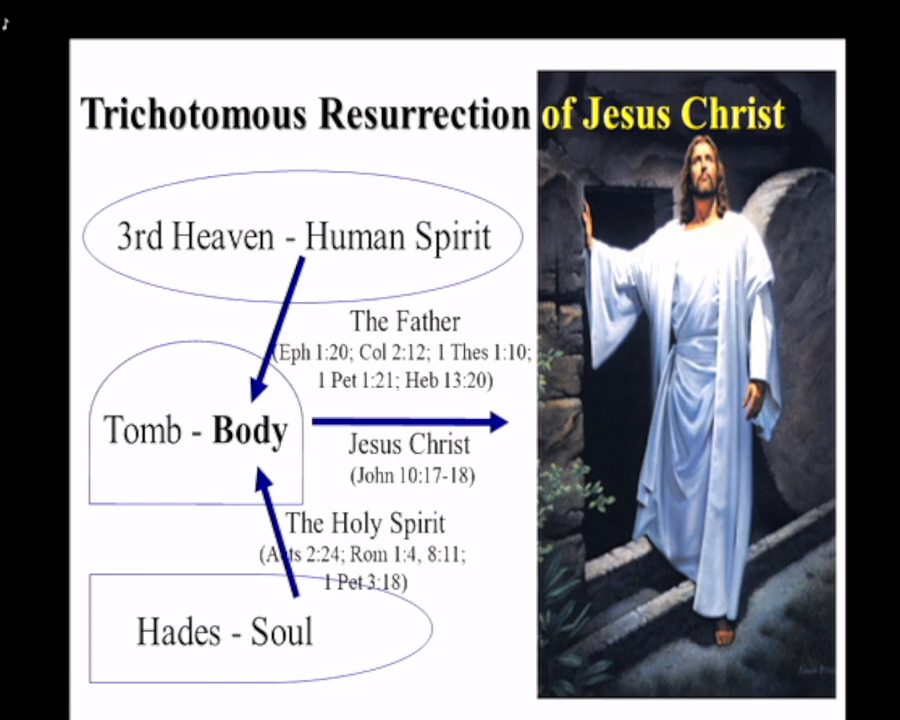 Trichotomous Resurrection of Jesus Christ
3rd Heaven - Human Spirit
The Father
(Eph 1:20; Col 2:12; 1 Thes 1:10;
1 Pet 1:21; Heb 13:20)
Tomb - Body
Jesus Christ
(John 10:17-18)
The Holy Spirit
(Acts 2:24; Rom 1:4, 8:11;
1 Pet 3:18)
Hades - Soul